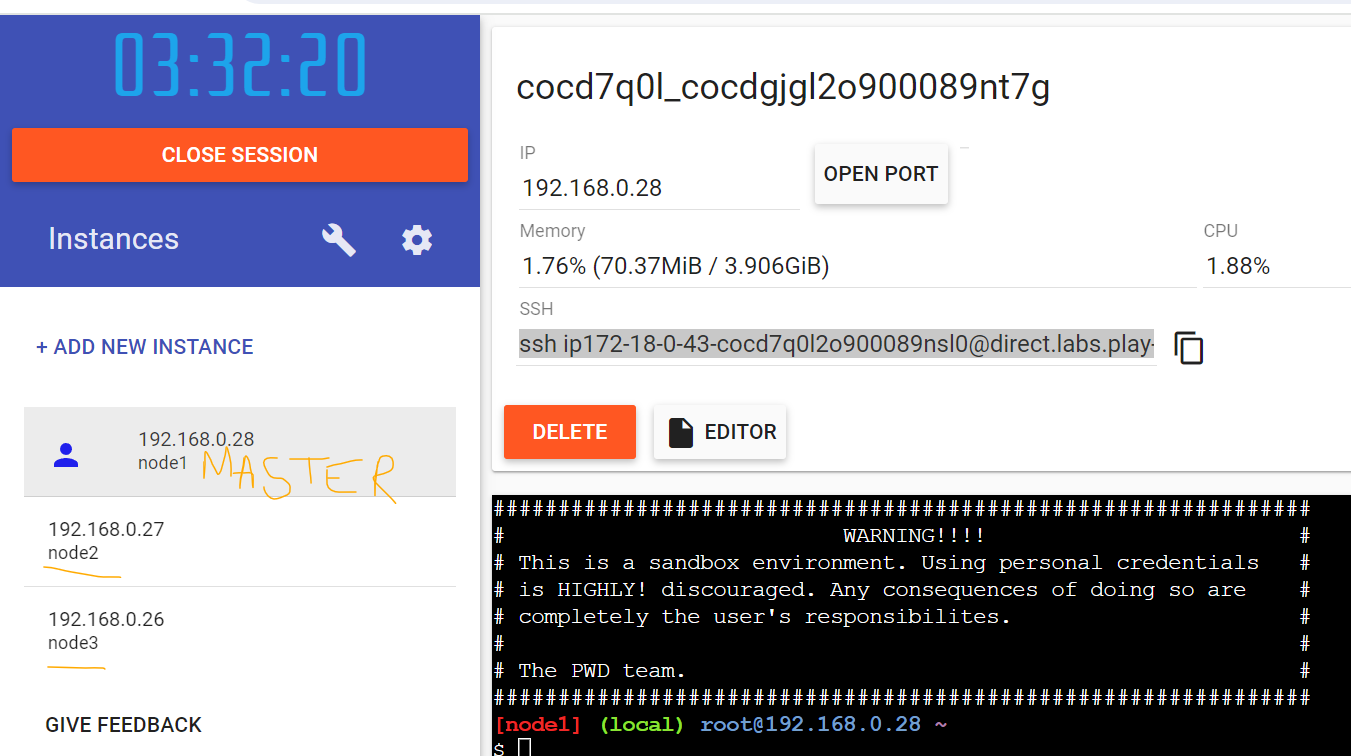 03:32:20
CLOSE SESSION
Instances
+ ADD NEW INSTANCE
192.168.0.28
node1 MASTER
192.168.0.27
node2
192.168.0.26
node3
GIVE FEEDBACK
cocd7q0l_cocdgjgl2o900089nt7g
IP
192.168.0.28
OPEN PORT
Memory
1.76% (70.37MiB / 3.906GiB)
CPU
1.88%
SSH
ssh ip172-18-0-43-cocd7q0l2o900089nsl0@direct.labs.play-
DELETE
EDITOR
###############################################################
# WARNING!!!! #
# This is a sandbox environment. Using personal credentials #
# is HIGHLY! discouraged. Any consequences of doing so are #
# completely the user's responsibilites. #
# #
# The PWD team. #
###############################################################
[node1] (local) root@192.168.0.28 ~
$